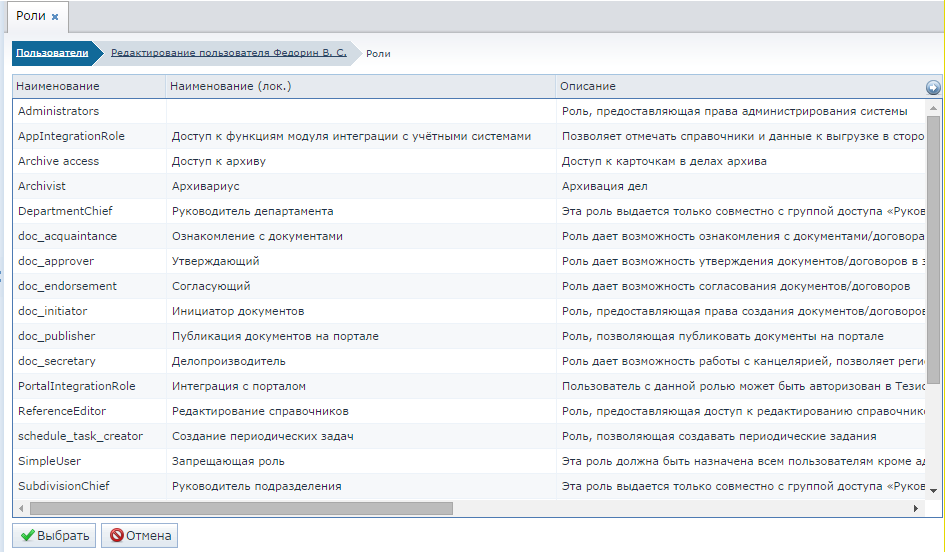 Роли
Пользователи Редактирование пользователя Федорин В. С. Роли
Наименование Наименование (лок.) Описание
Administrators Роль, предоставляющая права администрирования системы
AppIntegrationRole Доступ к функциям модуля интеграции с учётными системами Позволяет отмечать справочники и данные к выгрузке в сторо
Archive access Доступ к архиву Доступ к карточкам в делах архива
Archivist Архивариус Архивация дел
DepartmentChief Руководитель департамента Эта роль выдается только совместно с группой доступа «Руков
doc_acquaintance Ознакомление с документами Роль дает возможность ознакомления с документами/договора
doc_approver Утверждающий Роль дает возможность утверждения документов/договоров в з
doc_endorsement Согласующий Роль дает возможность согласования документов/договоров
doc_initiator Инициатор документов Роль, предоставляющая права создания документов/договоров
doc_publisher Публикация документов на портале Роль, позволяющая публиковать документы на портале
doc_secretary Делопроизводитель Роль дает возможность работы с канцелярией, позволяет реги
PortalIntegrationRole Интеграция с порталом Пользователь с данной ролью может быть авторизован в Тезис
ReferenceEditor Редактирование справочников Роль, предоставляющая доступ к редактированию справочник
schedule_task_creator Создание периодических задач Роль, позволяющая создавать периодические задания
SimpleUser Запрещающая роль Эта роль должна быть назначена всем пользователям кроме ад
SubdivisionChief Руководитель подразделения Эта роль выдается только совместно с группой доступа «Руков
Выбрать Отмена